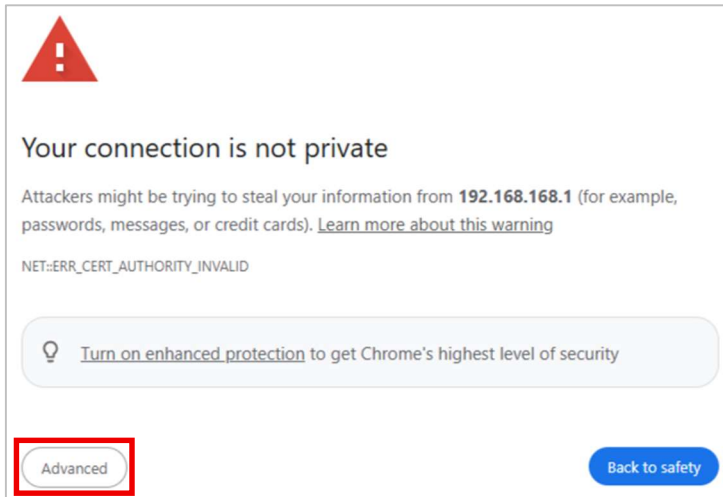 Your connection is not private
Attackers might be trying to steal your information from 192.168.168.1 (for example,
passwords, messages, or credit cards). Learn more about this warning
NET::ERR_CERT_AUTHORITY_INVALID
Turn on enhanced protection to get Chrome's highest level of security
Advanced
Back to safety